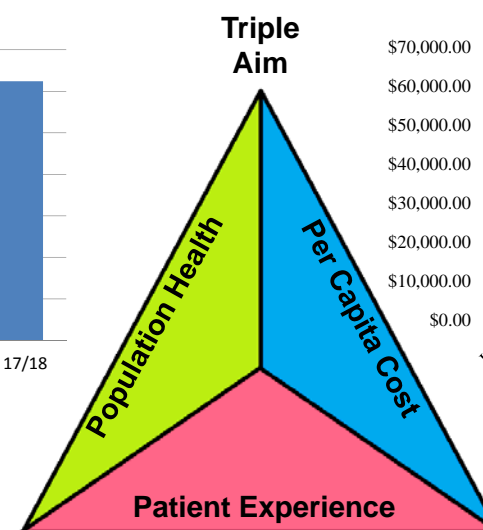 Triple
Aim
$70,000.00
$60,000.00
$50,000.00
$40,000.00
$30,000.00
$20,000.00
$10,000.00
$0.00
17/18
Population Health
Per Capita Cost
Patient Experience